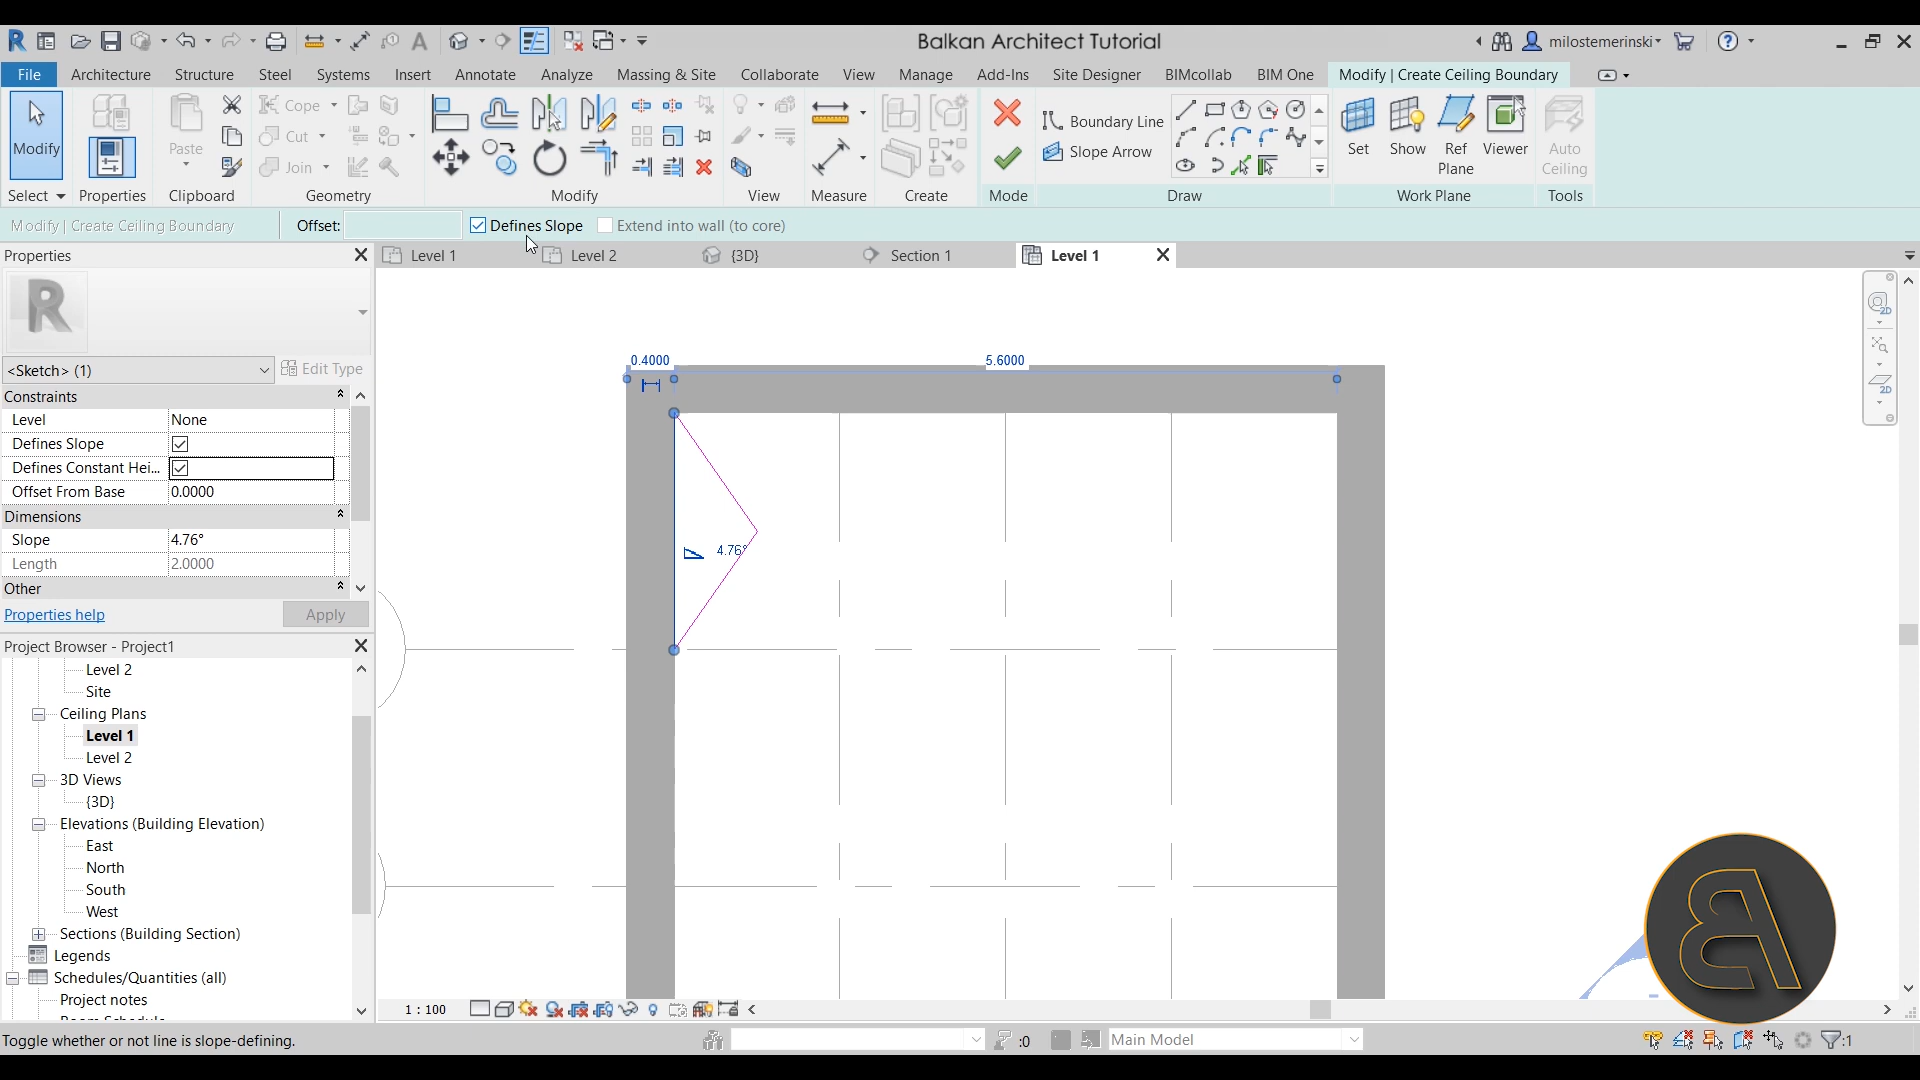 Balkan Architect Tutorial
milostemerinski
File Architecture Structure Steel Systems Insert Annotate Analyze Massing & Site Collaborate View Manage Add-Ins Site Designer BIMcollab BIM One Modify | Create Ceiling Boundary
Modify
Paste
Cope
Cut
Join
Boundary Line
Slope Arrow
Set Show Ref Plane Viewer Auto Ceiling
Select Properties Clipboard Geometry Modify View Measure Create Mode Draw Work Plane Tools
Modify | Create Ceiling Boundary Offset: Defines Slope Extend into wall (to core)
Properties
Level 1 Level 2 {3D} Section 1 Level 1
R
<Sketch> (1) Edit Type
Constraints
Level None
Defines Slope
Defines Constant Hei...
Offset From Base 0.0000
Dimensions
Slope 4.76°
Length 2.0000
Other
Properties help Apply
Project Browser - Project1
Level 2
Site
Ceiling Plans
Level 1
Level 2
3D Views
{3D}
Elevations (Building Elevation)
East
North
South
West
Sections (Building Section)
Legends
Schedules/Quantities (all)
Project notes
0.4000 5.6000
4.76°
2D
2D
1 : 100
Toggle whether or not line is slope-defining.
:0
Main Model
:1